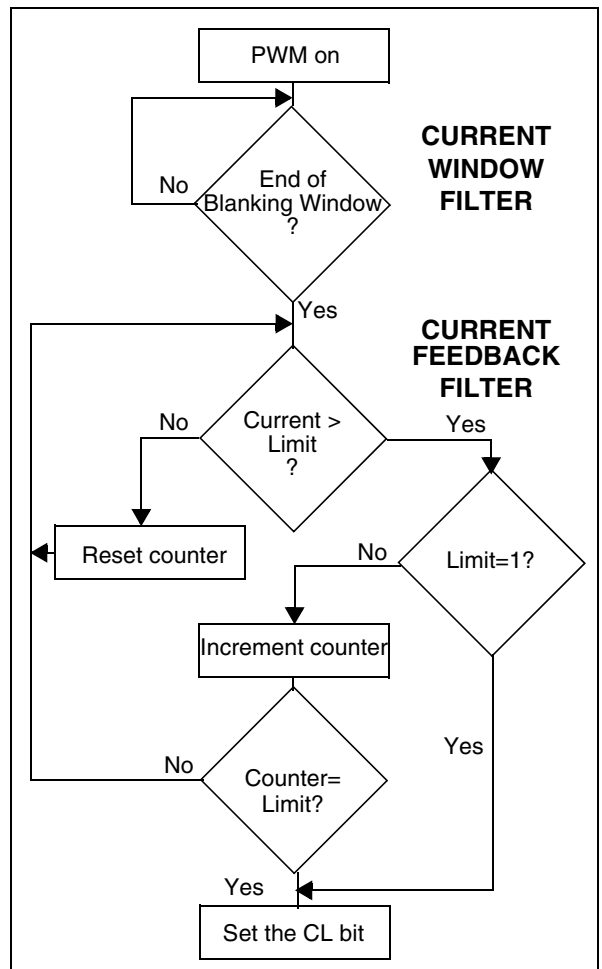 PWM on
CURRENT
WINDOW
FILTER
No
End of
Blanking Window
?
Yes
CURRENT
FEEDBACK
FILTER
No
Current >
Limit
?
Yes
Reset counter
No
Limit=1?
Increment counter
Yes
No
Counter=
Limit?
Yes
Set the CL bit